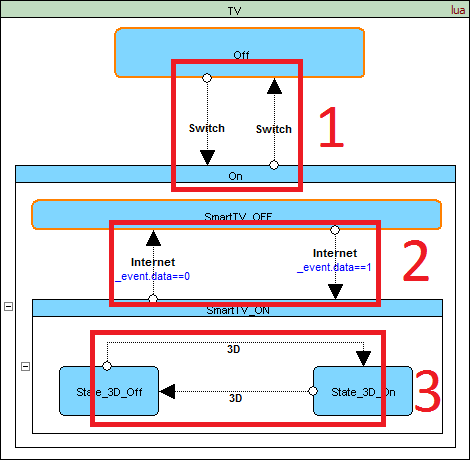 TV
lua
Off
Switch
Switch
1
On
SmartTV_OFF
Internet
_event.data==0
Internet
_event.data==1
2
SmartTV_ON
3D
State_3D_Off
State_3D_On
3D
3